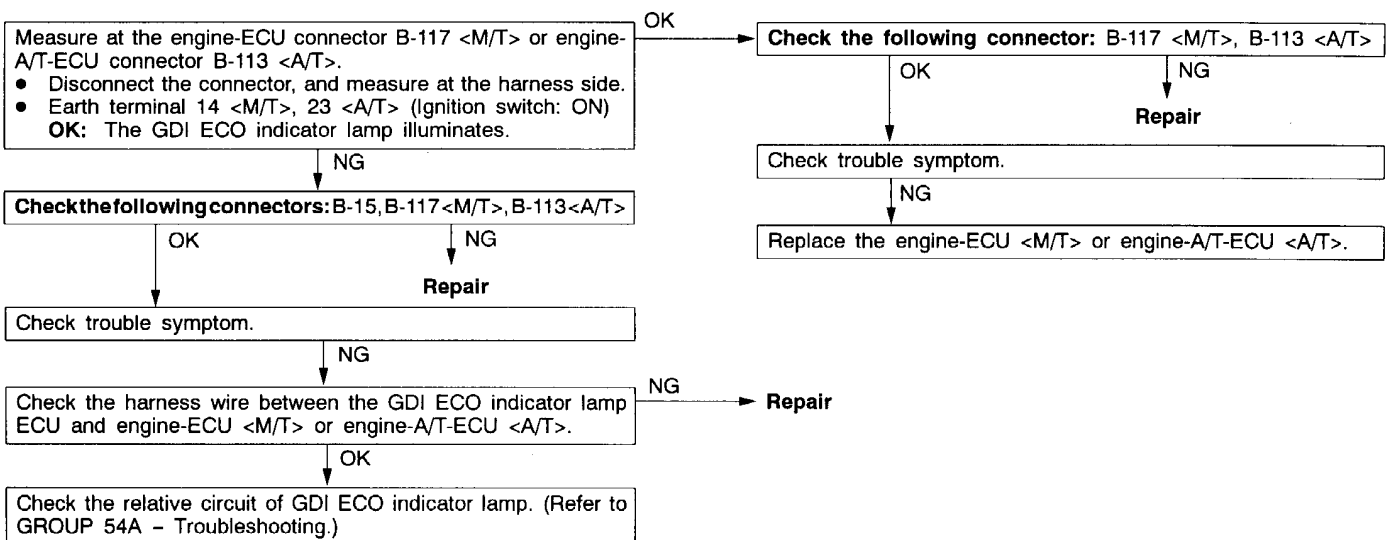 Measure at the engine-ECU connector B-117 <M/T> or engine-
A/T-ECU connector B-113 <A/T>.
● Disconnect the connector, and measure at the harness side.
● Earth terminal 14 <M/T>, 23 <A/T> (Ignition switch: ON)
OK: The GDI ECO indicator lamp illuminates.
OK
Check the following connector: B-117 <M/T>, B-113 <A/T>
OK
NG
Repair
Check trouble symptom.
NG
Replace the engine-ECU <M/T> or engine-A/T-ECU <A/T>.
NG
Check the following connectors: B-15, B-117 <M/T>, B-113 <A/T>
OK
NG
Repair
Check trouble symptom.
NG
Check the harness wire between the GDI ECO indicator lamp
ECU and engine-ECU <M/T> or engine-A/T-ECU <A/T>.
NG
Repair
OK
Check the relative circuit of GDI ECO indicator lamp. (Refer to
GROUP 54A – Troubleshooting.)